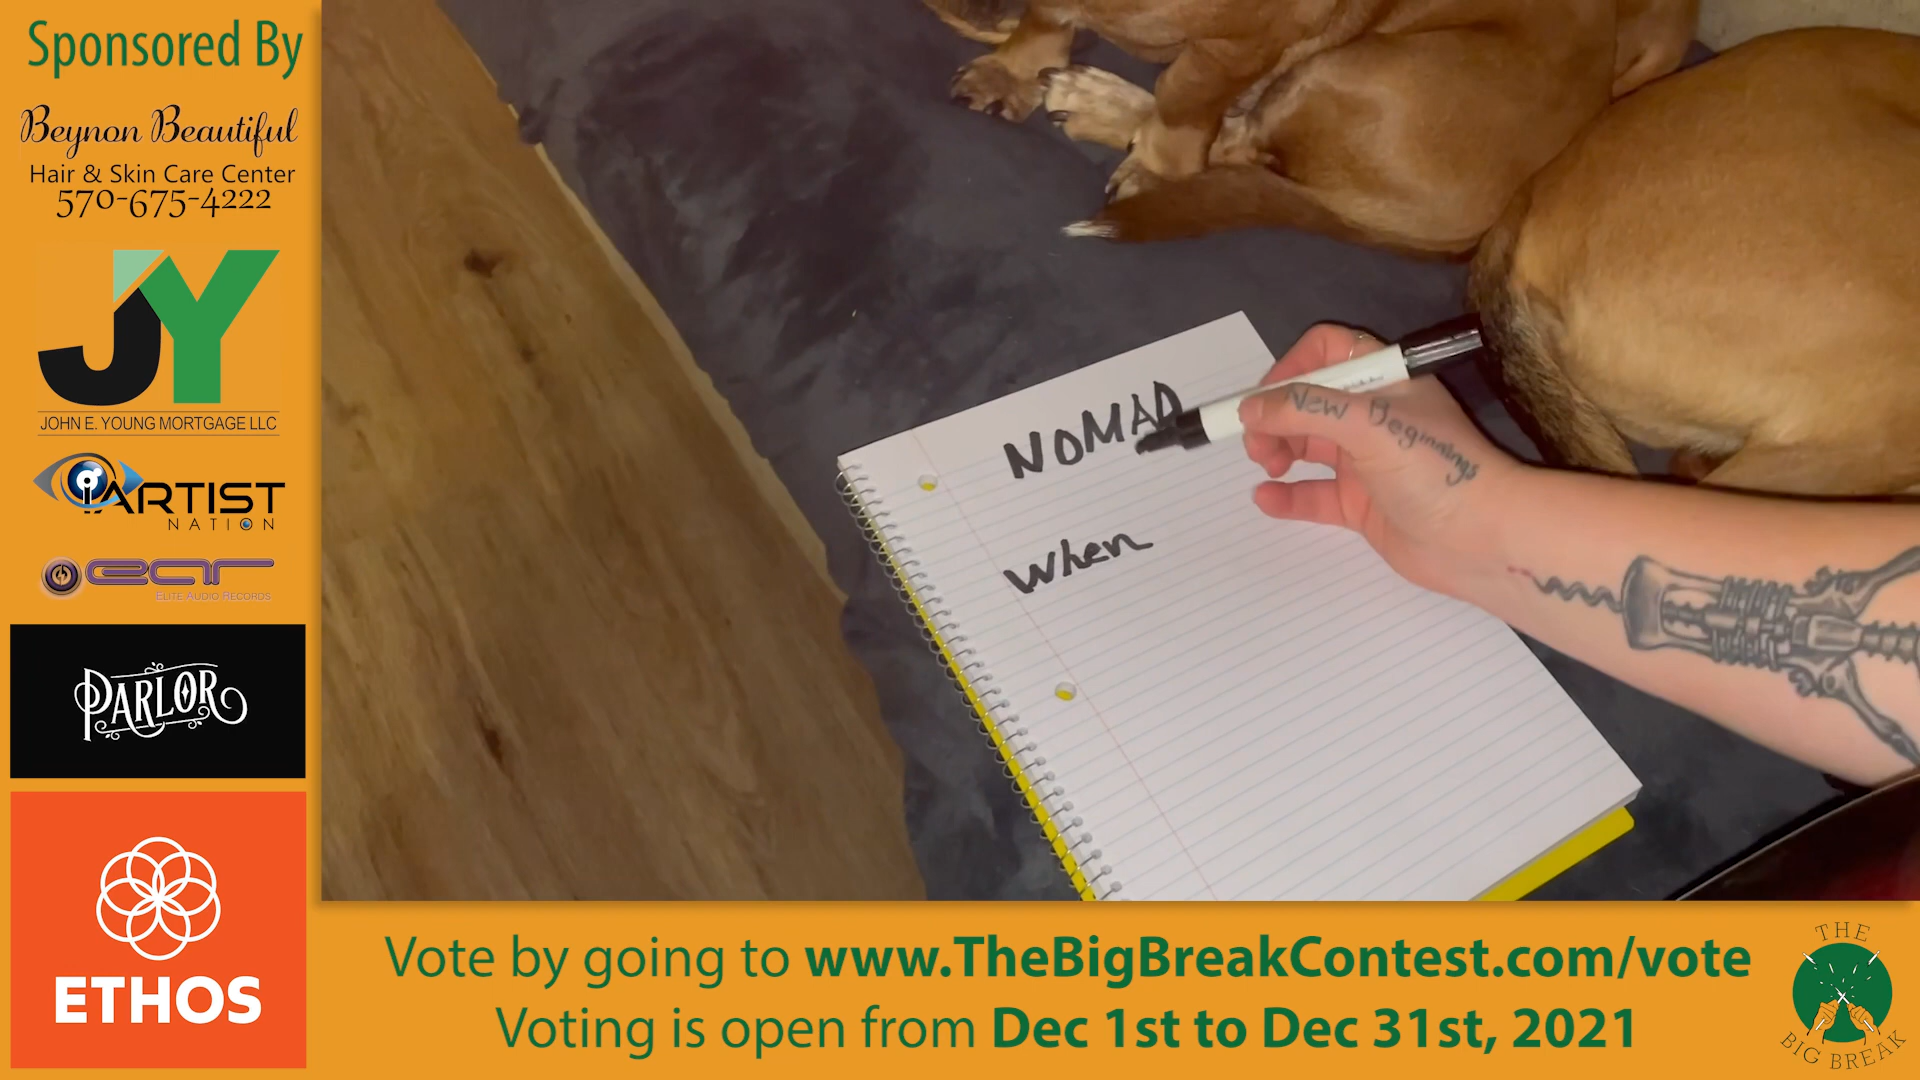 Sponsored By
Beynon Beautiful
Hair & Skin Care Center
570-675-4222
JY
JOHN E. YOUNG MORTGAGE LLC
iARTIST
NATION
ear
ELITE AUDIO RECORDS
PARLOR
ETHOS
NOMAD
When
New Beginnings
Vote by going to www.TheBigBreakContest.com/vote
Voting is open from Dec 1st to Dec 31st, 2021
THE
BIG BREAK